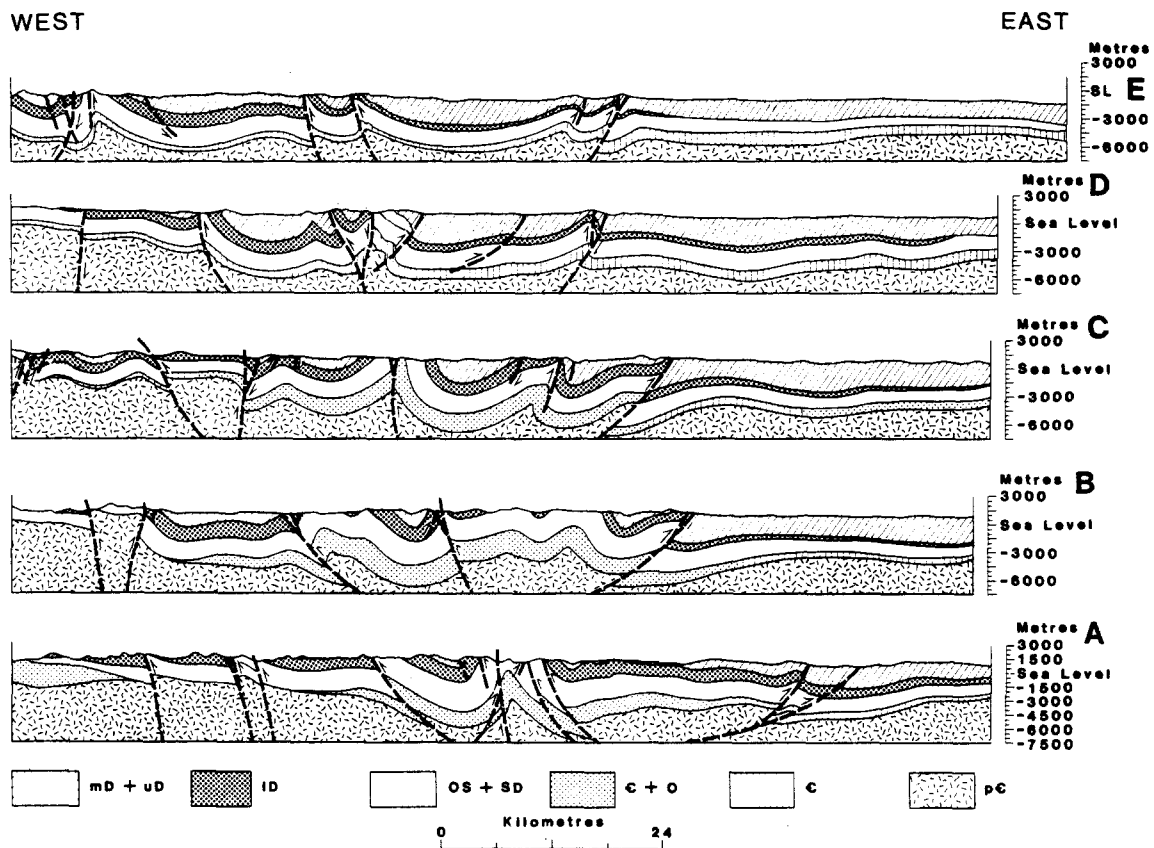 WEST
EAST
Metres
3000
SL E
-3000
-6000
Metres D
3000
Sea Level
-3000
-6000
Metres C
3000
Sea Level
-3000
-6000
Metres B
3000
Sea Level
-3000
-6000
Metres A
3000
1500
Sea Level
-1500
-3000
-4500
-6000
-7500
mD + uD
lD
OS + SD
Є + O
Є
pЄ
Kilometres
0 24